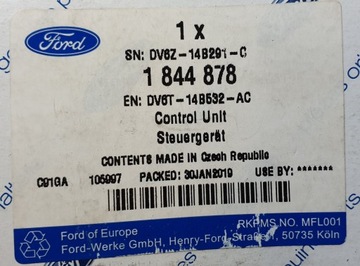 Ford
1 x
SN: DV6Z-14B291-C
1 844 878
EN: DV6T-14B532-AC
Control Unit
Steuergerät
CONTENTS MADE IN Czech Republic
C91GA 105997 PACKED: 30JAN2019 USE BY: *******
RKPMS NO. MFL001
Ford of Europe
Ford-Werke GmbH, Henry-Ford-Straße 1, 50735 Köln